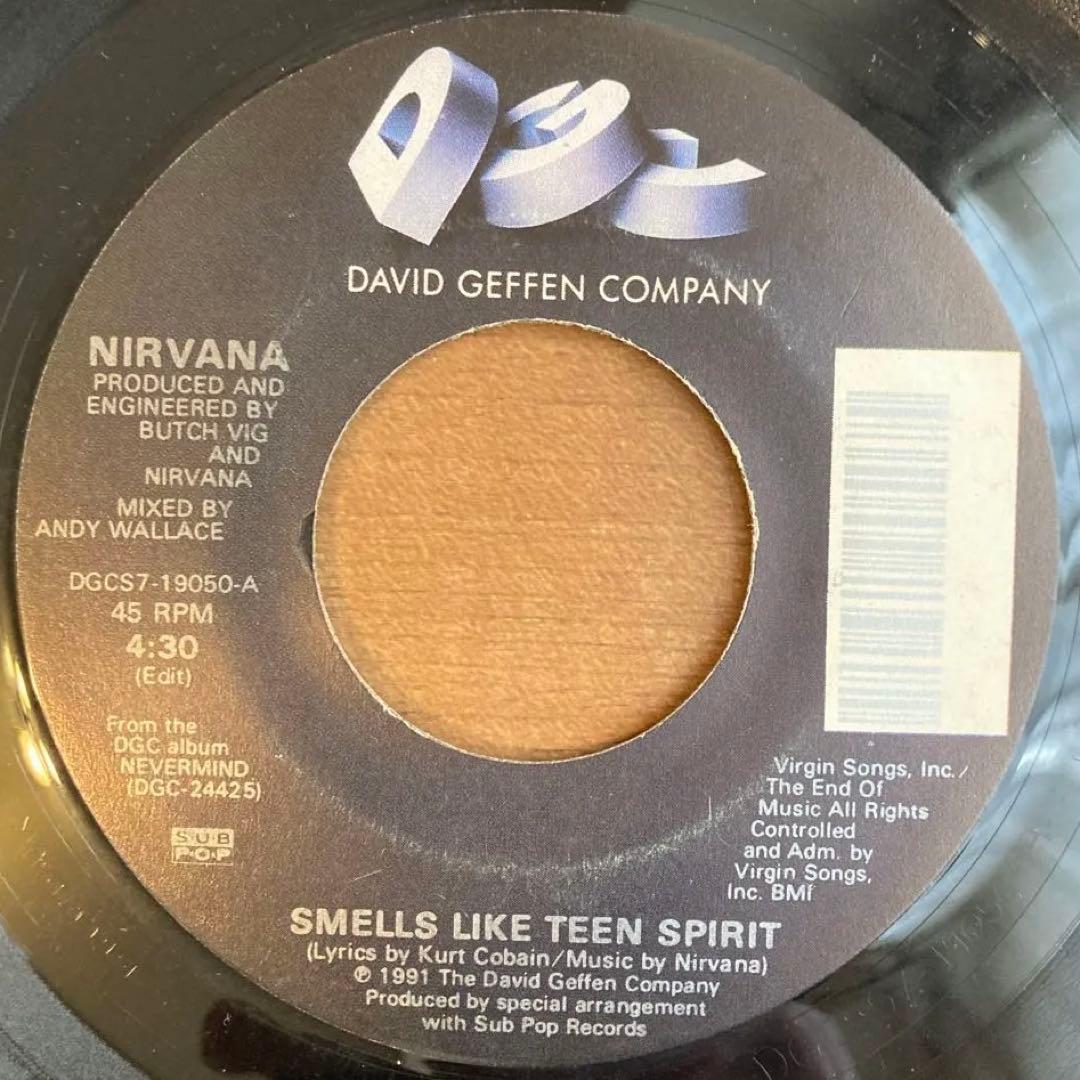 DGC
DAVID GEFFEN COMPANY
NIRVANA
PRODUCED AND
ENGINEERED BY
BUTCH VIG
AND
NIRVANA
MIXED BY
ANDY WALLACE
DGCS7-19050-A
45 RPM
4:30
(Edit)
From the
DGC album
NEVERMIND
(DGC-24425)
SUB
P·O·P
Virgin Songs, Inc./
The End Of
Music All Rights
Controlled
and Adm. by
Virgin Songs,
Inc. BMI
SMELLS LIKE TEEN SPIRIT
(Lyrics by Kurt Cobain/Music by Nirvana)
℗ 1991 The David Geffen Company
Produced by special arrangement
with Sub Pop Records